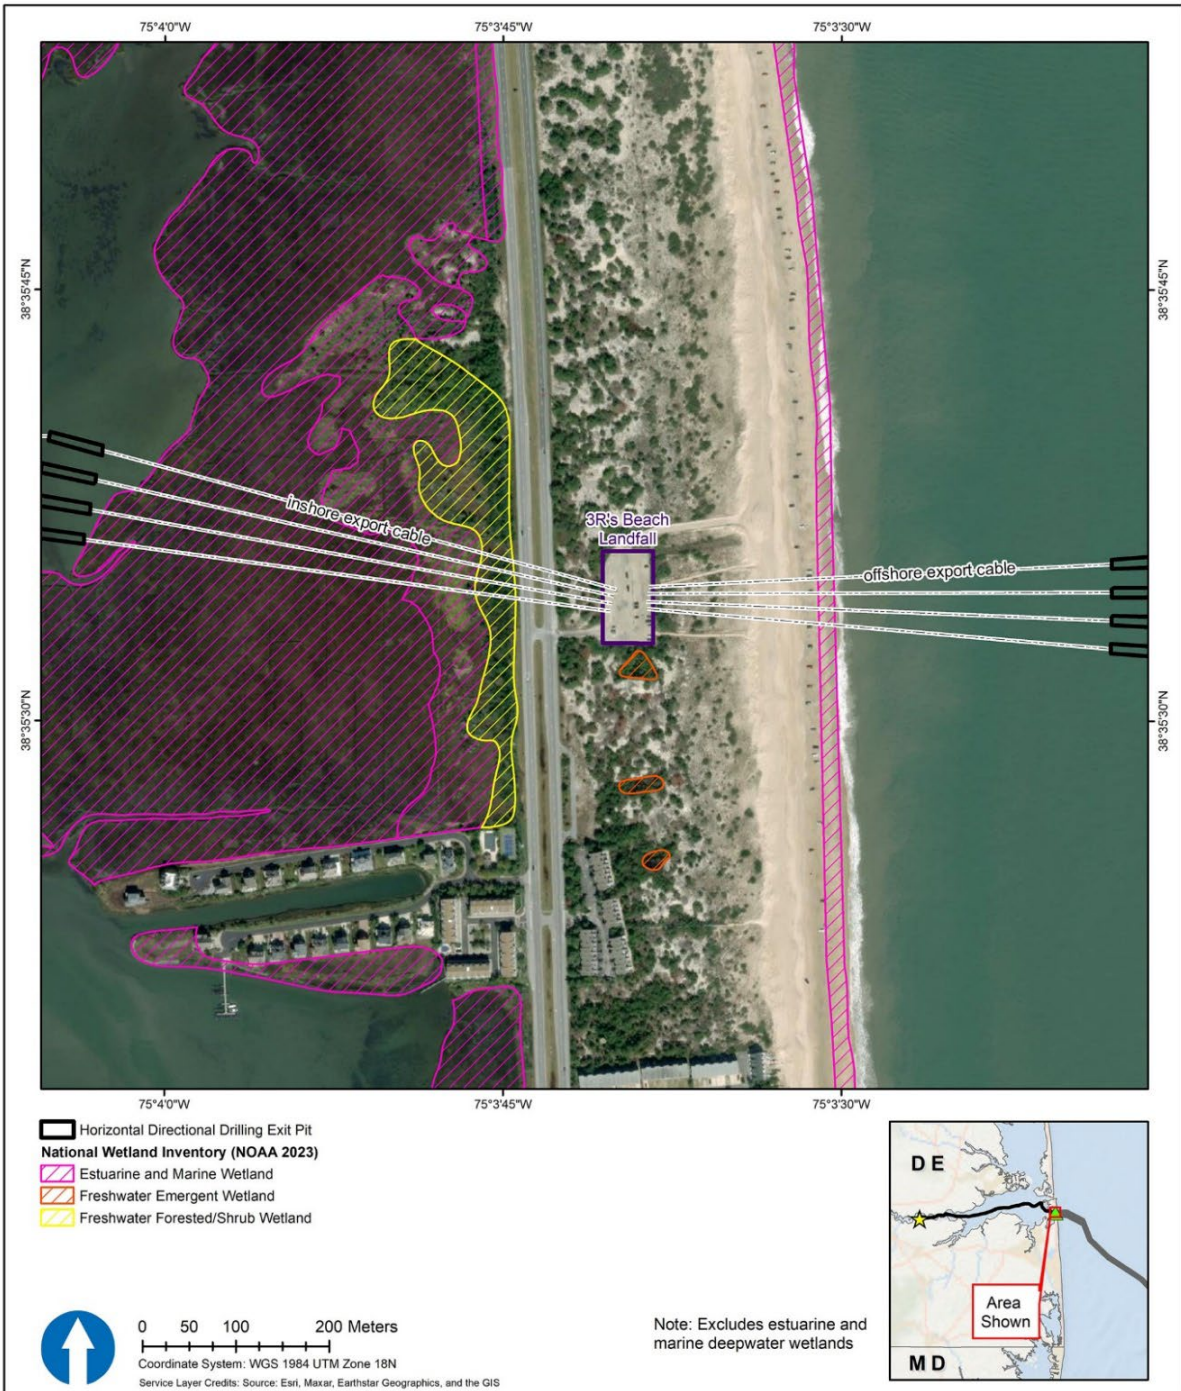 75°4'0"W
75°3'45"W
75°3'30"W
38°35'45"N
38°35'45"N
inshore export cable
3R's Beach
Landfall
offshore export cable
38°35'30"N
38°35'30"N
75°4'0"W
75°3'45"W
75°3'30"W
Horizontal Directional Drilling Exit Pit
National Wetland Inventory (NOAA 2023)
Estuarine and Marine Wetland
Freshwater Emergent Wetland
Freshwater Forested/Shrub Wetland
0 50 100 200 Meters
Coordinate System: WGS 1984 UTM Zone 18N
Service Layer Credits: Source: Esri, Maxar, Earthstar Geographics, and the GIS
Note: Excludes estuarine and
marine deepwater wetlands
DE
Area
Shown
MD